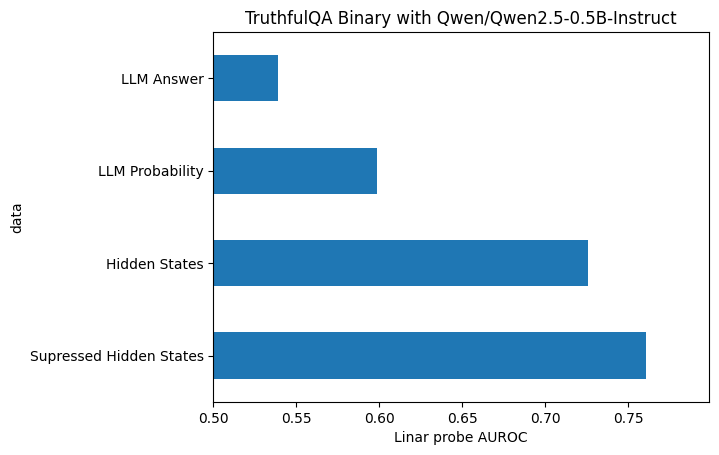 TruthfulQA Binary with Qwen/Qwen2.5-0.5B-Instruct
LLM Answer
LLM Probability
data
Hidden States
Supressed Hidden States
0.50 0.55 0.60 0.65 0.70 0.75
Linar probe AUROC